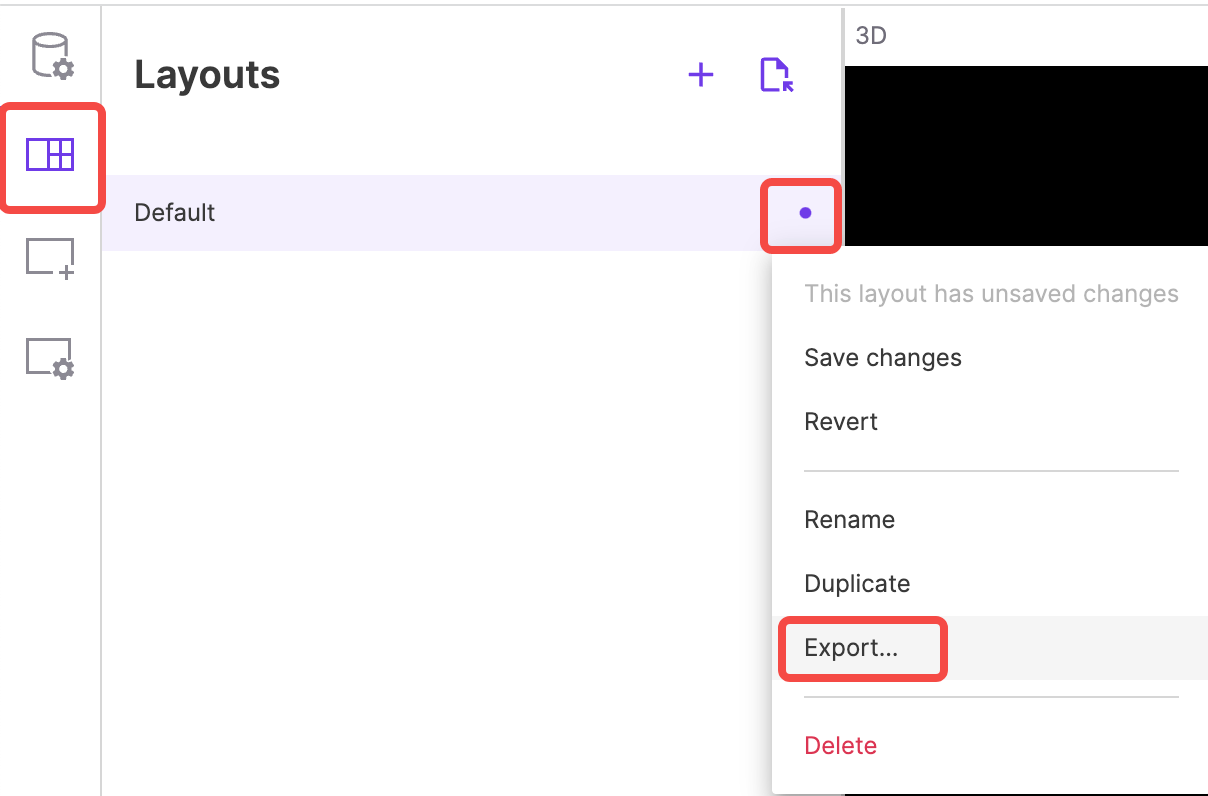 Layouts
3D
Default
This layout has unsaved changes
Save changes
Revert
Rename
Duplicate
Export...
Delete